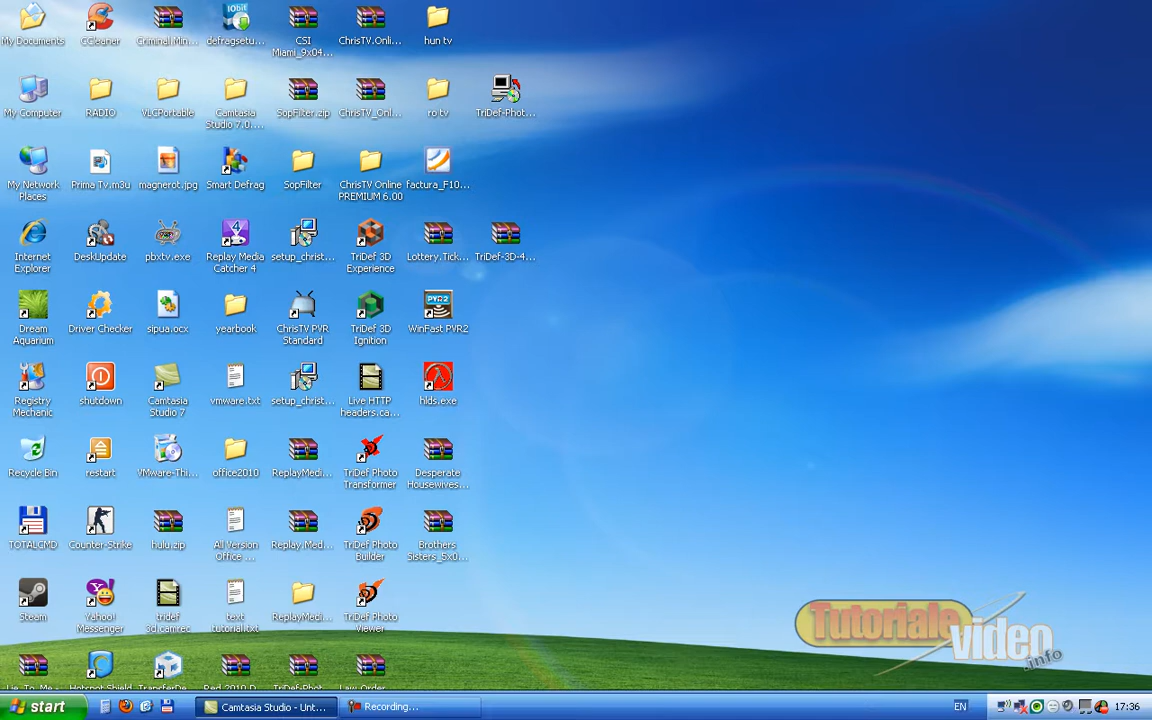 My Documents
CCleaner
Criminal.Min...
defragsetu...
CSI
Miami_9x04...
ChrisTV.Onli...
hun tv
My Computer
RADIO
VLCPortable
Camtasia
Studio 7.0....
SopFilter.zip
ChrisTV_Onl...
ro tv
TriDef-Phot...
My Network
Places
Prima Tv.m3u
magnerot.jpg
Smart Defrag
SopFilter
ChrisTV Online
PREMIUM 6.00
factura_F10...
Internet
Explorer
DeskUpdate
pbxtv.exe
Replay Media
Catcher 4
setup_christ...
TriDef 3D
Experience
Lottery.Tick...
TriDef-3D-4...
Dream
Aquarium
Driver Checker
sipua.ocx
yearbook
ChrisTV PVR
Standard
TriDef 3D
Ignition
PVR2
WinFast PVR2
Registry
Mechanic
shutdown
Camtasia
Studio 7
vmware.txt
setup_christ...
Live HTTP
headers.ca...
hlds.exe
Recycle Bin
restart
VMware-Thi...
office2010
ReplayMedi...
TriDef Photo
Transformer
Desperate
Housewives...
TOTALCMD
Counter-Strike
hulu.zip
All Version
Office ...
Replay.Med...
TriDef Photo
Builder
Brothers
Sisters_5x0...
Steam
Yahoo!
Messenger
tridef
3d.camrec
text
tutorial.txt
ReplayMedi...
TriDef Photo
Viewer
Tutoriale
video
.info
Hotspot Shield
start
Camtasia Studio - Unt...
Recording...
EN
17:36